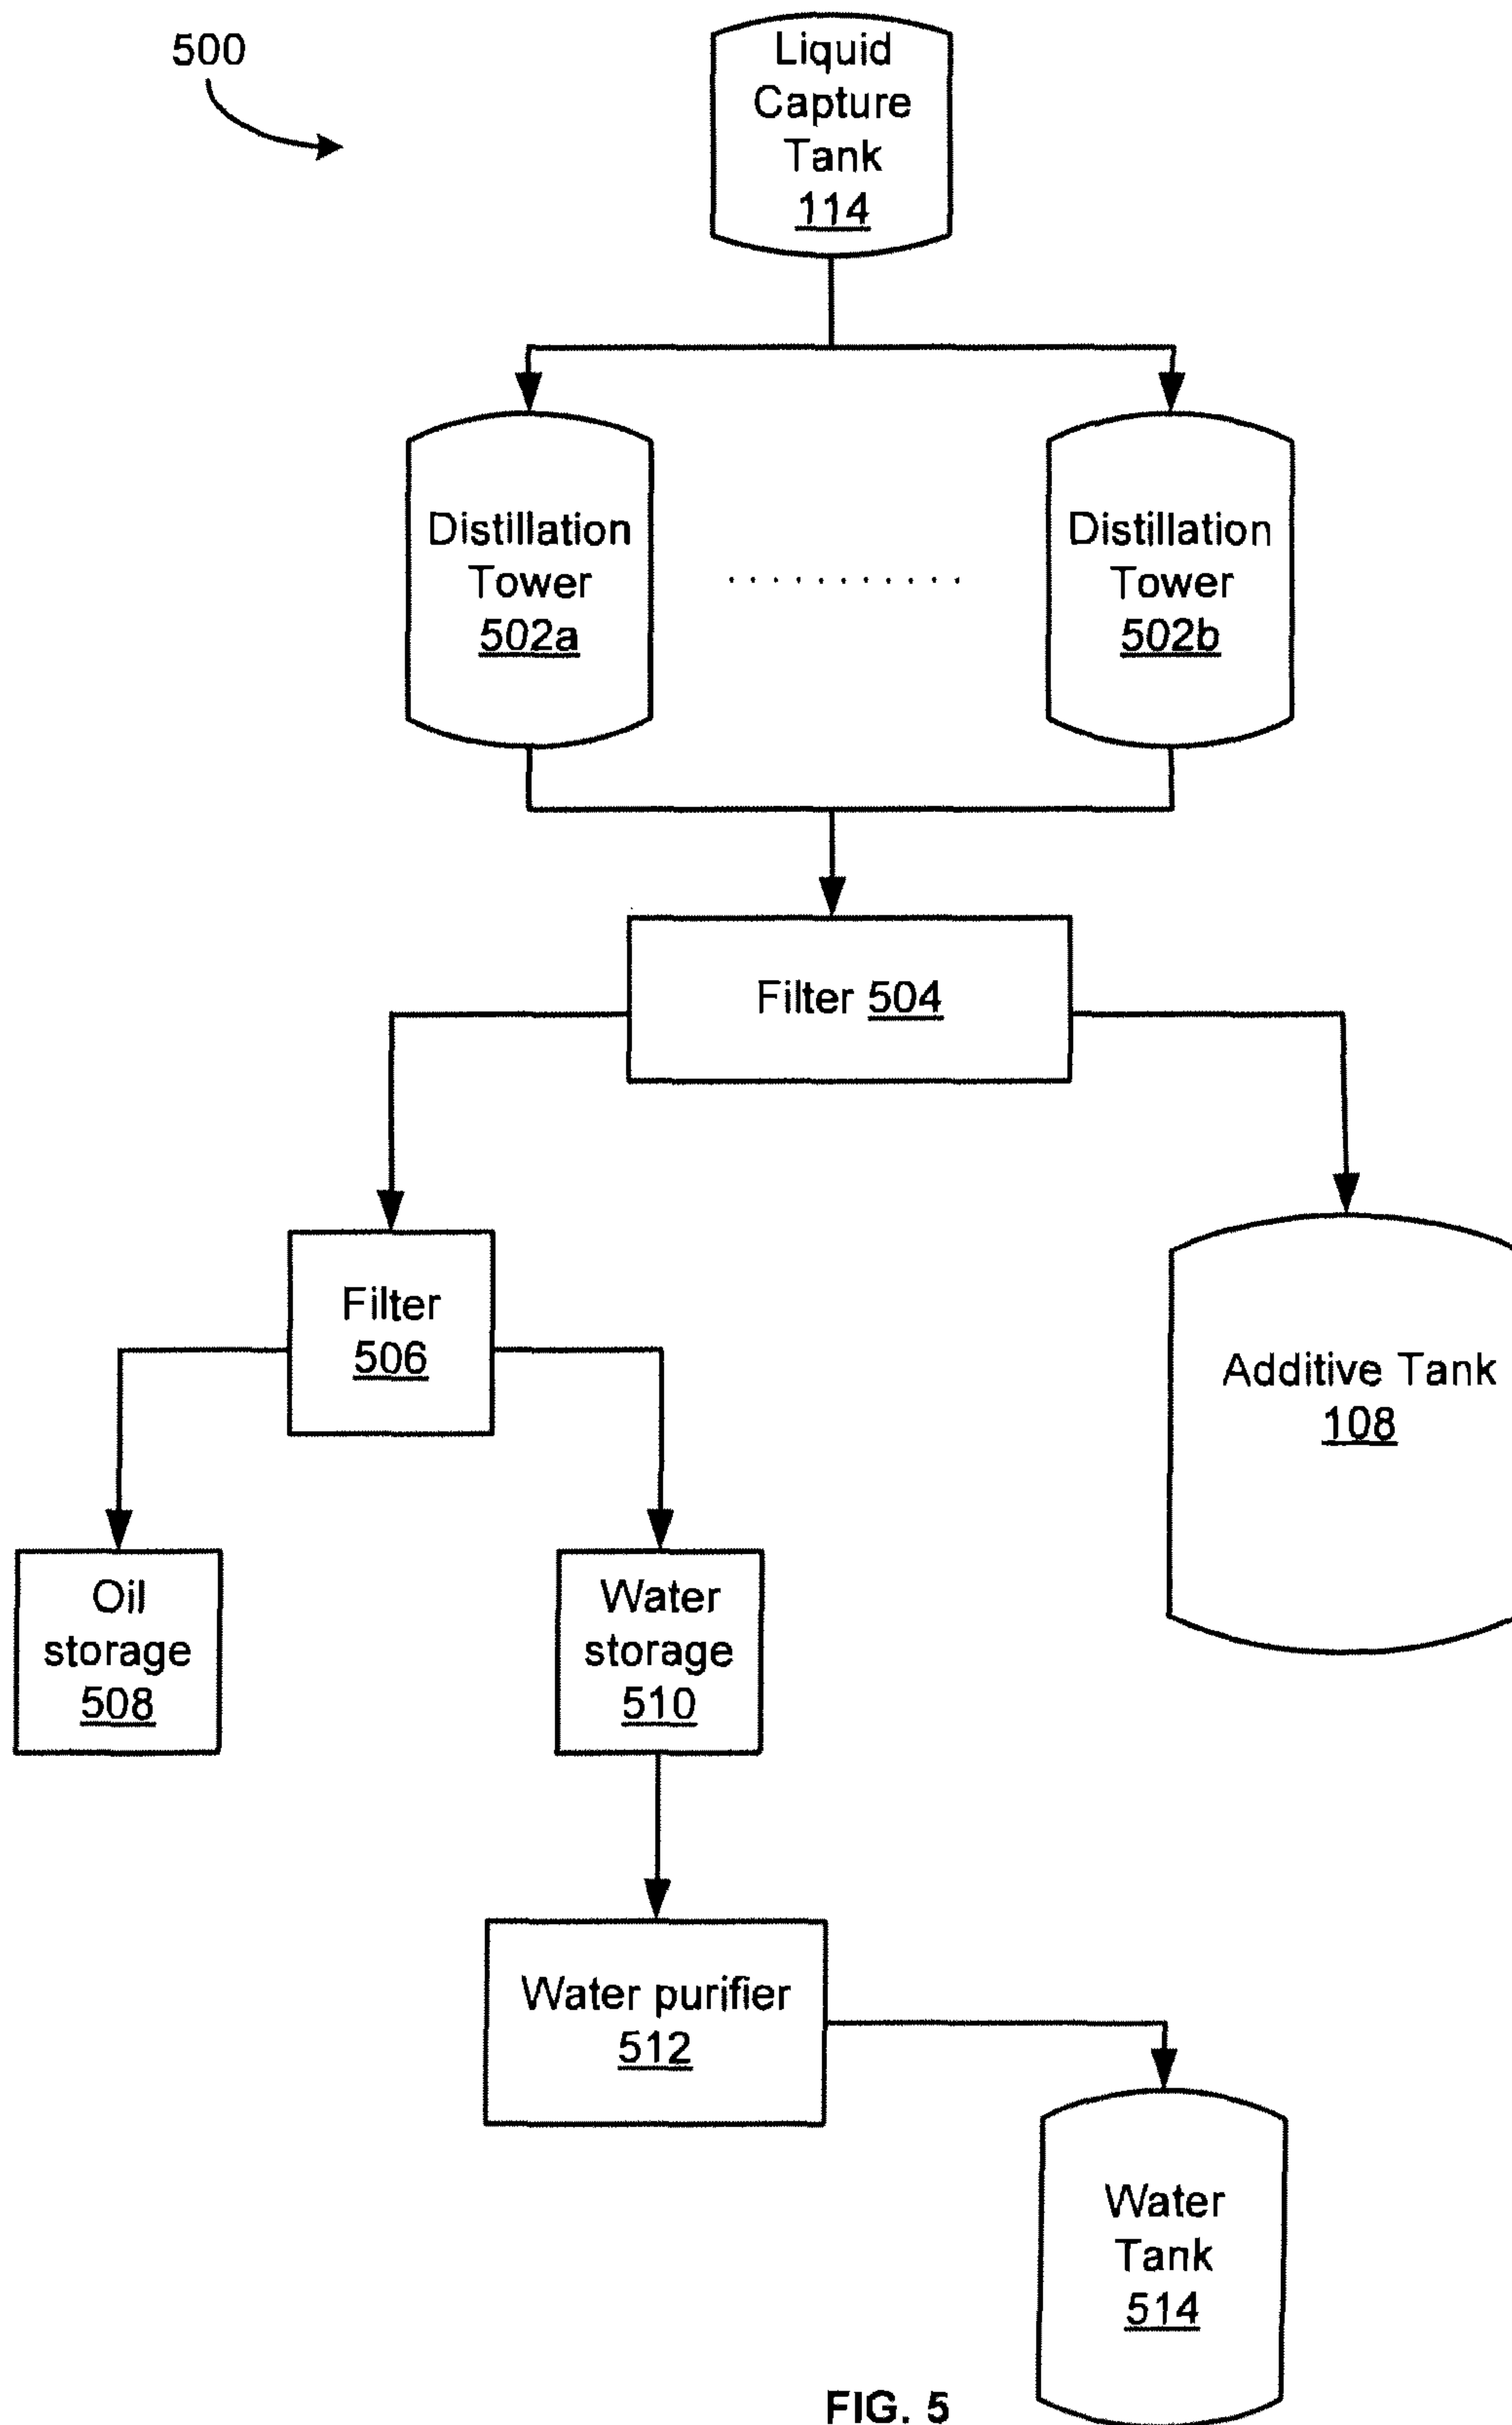 500
Liquid
Capture
Tank
114
Distillation
Tower
502a
...........
Distillation
Tower
502b
Filter 504
Filter
506
Additive Tank
108
Oil
storage
508
Water
storage
510
Water purifier
512
Water
Tank
514
FIG. 5